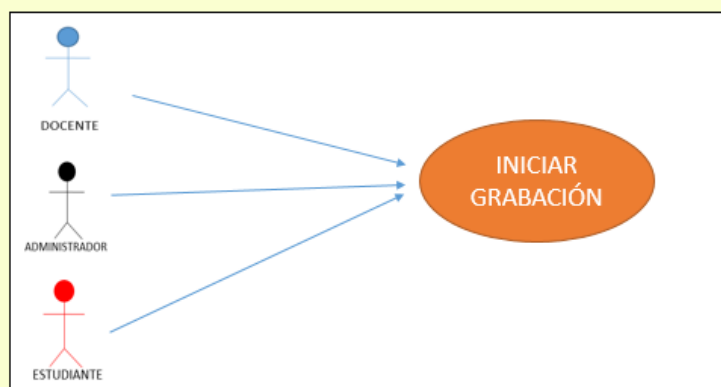 DOCENTE
ADMINISTRADOR
ESTUDIANTE
INICIAR
GRABACIÓN